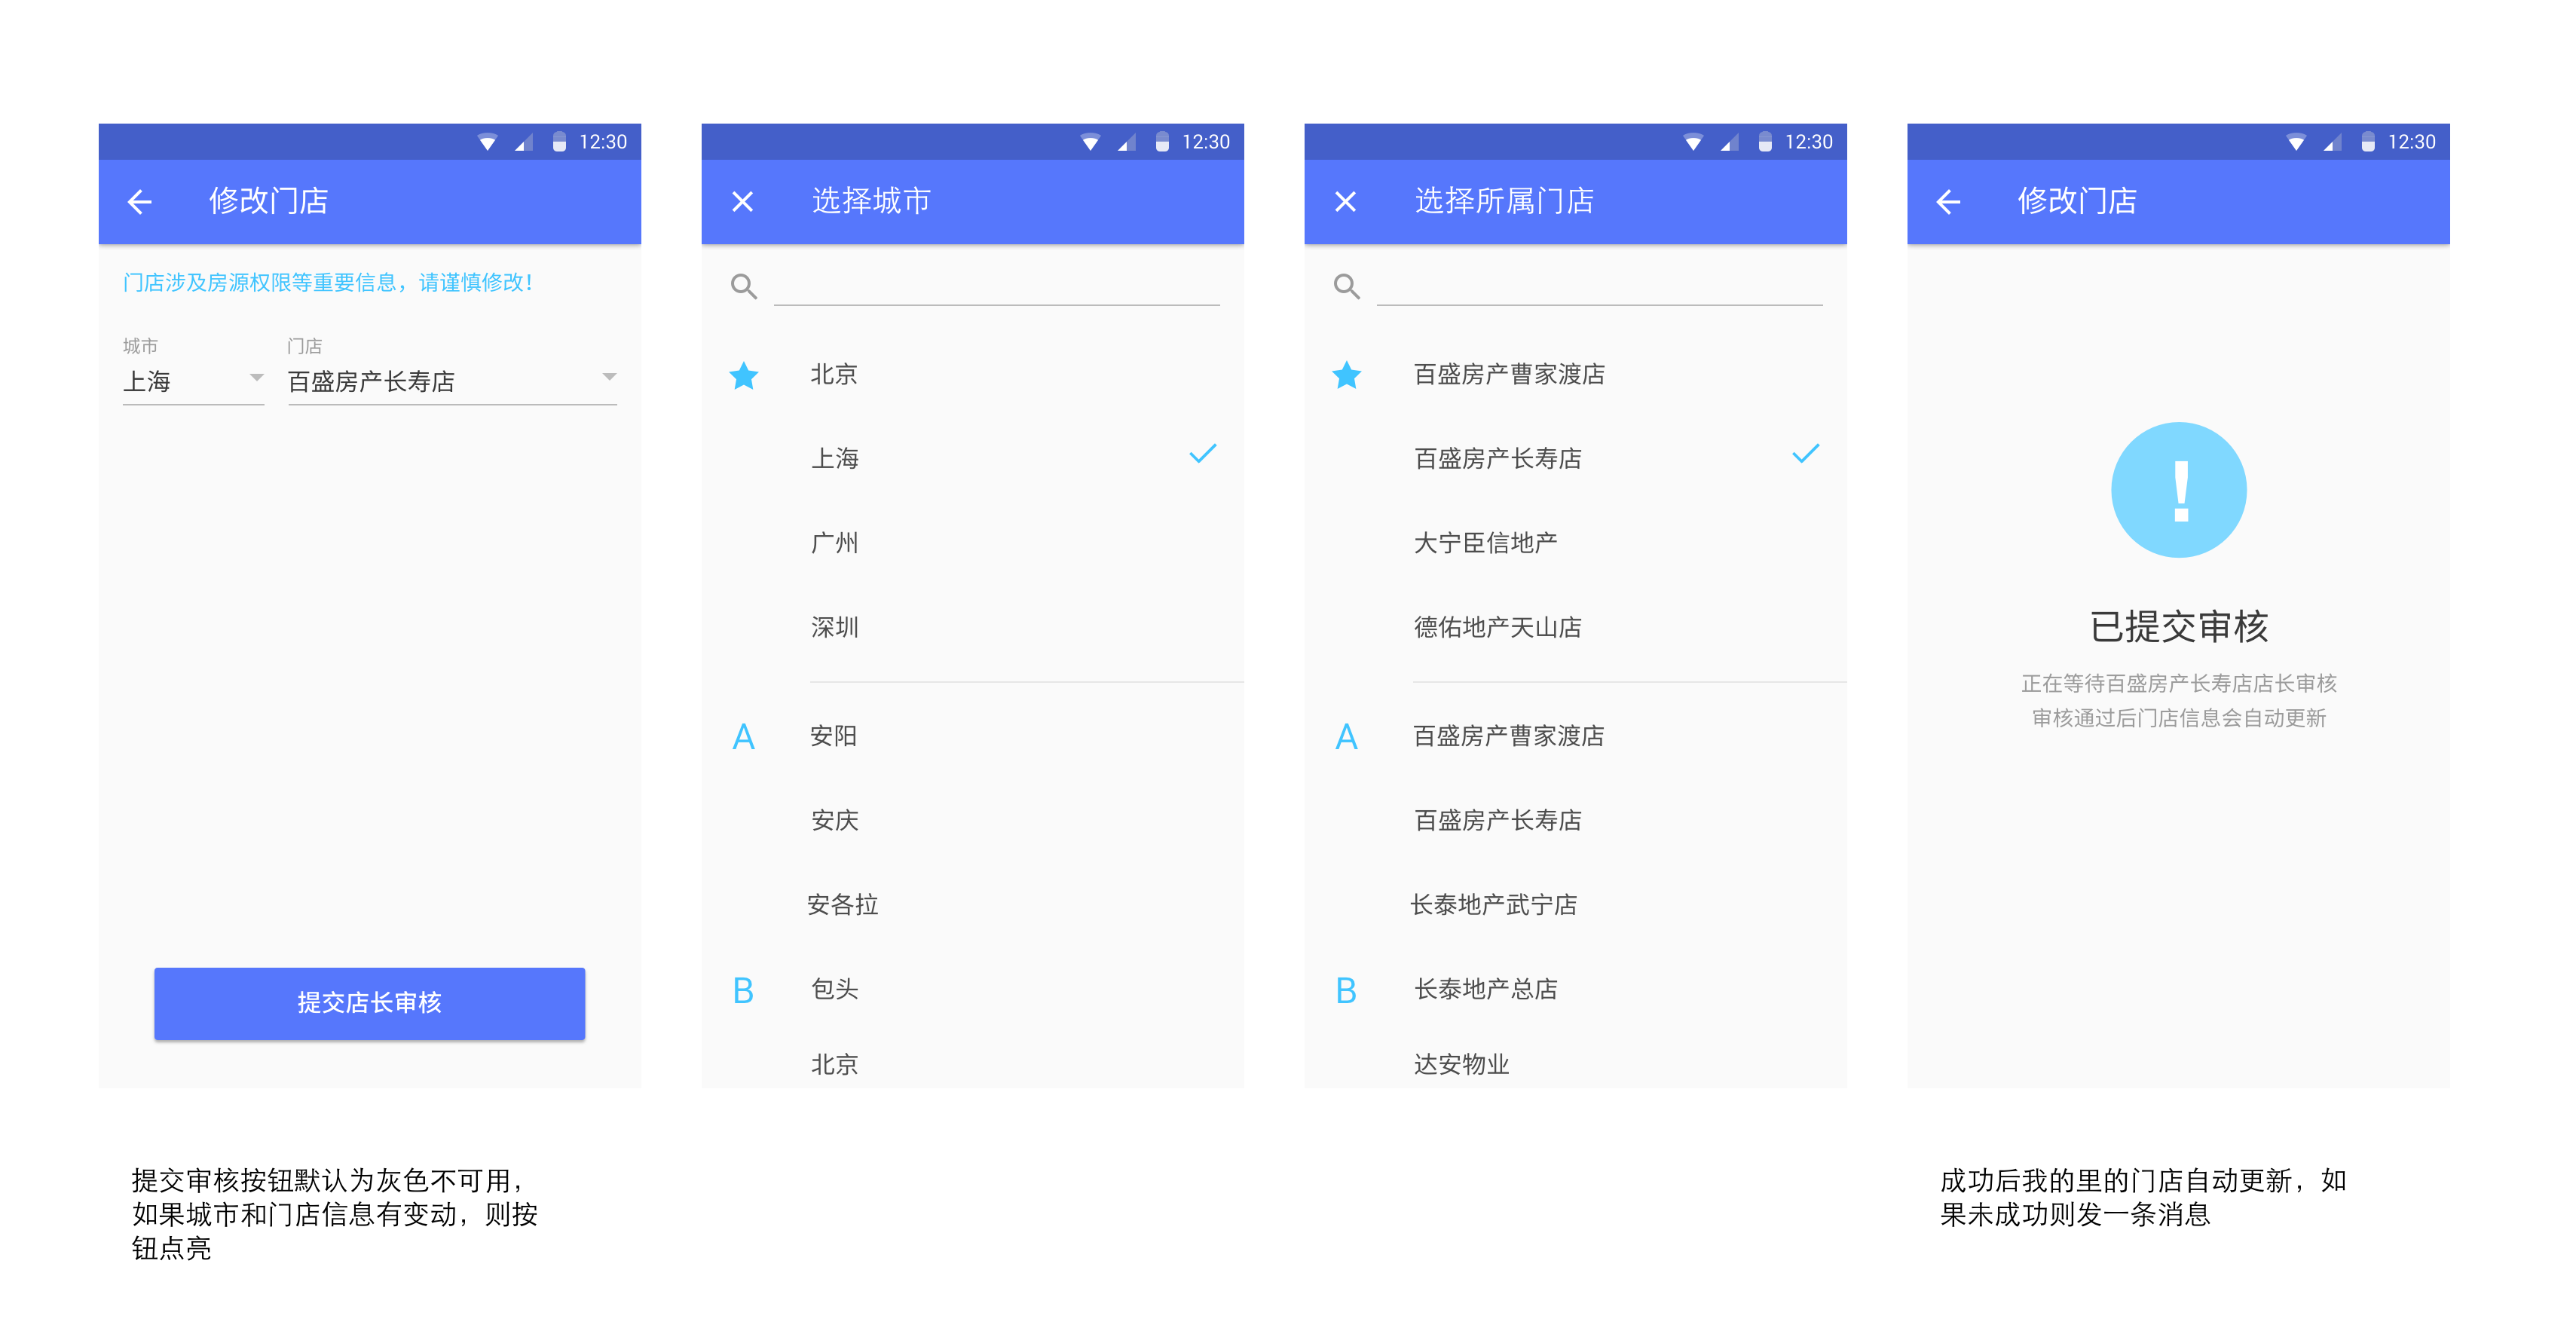 12:30
修改门店
门店涉及房源权限等重要信息，请谨慎修改！
城市
门店
上海
百盛房产长寿店
提交店长审核
提交审核按钮默认为灰色不可用，
如果城市和门店信息有变动，则按
钮点亮
12:30
选择城市
北京
上海
广州
深圳
A
安阳
安庆
安各拉
B
包头
北京
12:30
选择所属门店
百盛房产曹家渡店
百盛房产长寿店
大宁臣信地产
德佑地产天山店
A
百盛房产曹家渡店
百盛房产长寿店
长泰地产武宁店
B
长泰地产总店
达安物业
12:30
修改门店
!
已提交审核
正在等待百盛房产长寿店店长审核
审核通过后门店信息会自动更新
成功后我的里的门店自动更新，如
果未成功则发一条消息